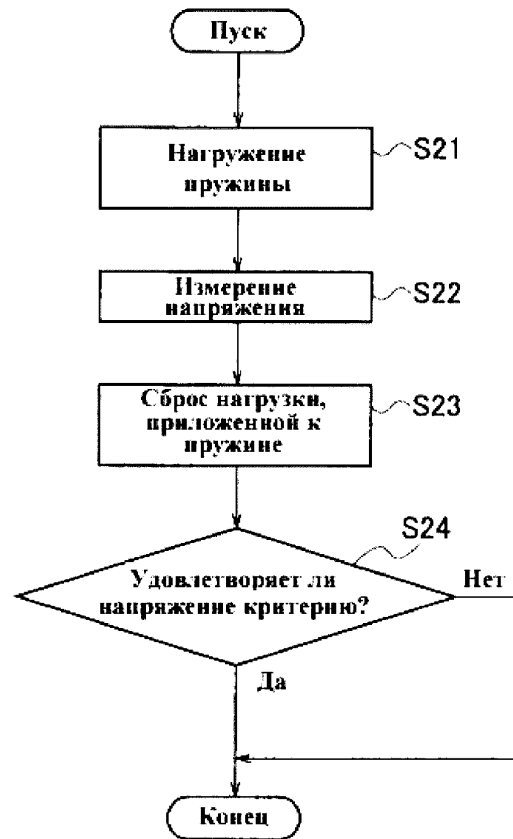 Пуск
Нагружение
пружины
S21
Измерение
напряжения
S22
Сброс нагрузки,
приложенной к
пружине
S23
S24
Удовлетворяет ли
напряжение критерию?
Нет
Да
Конец